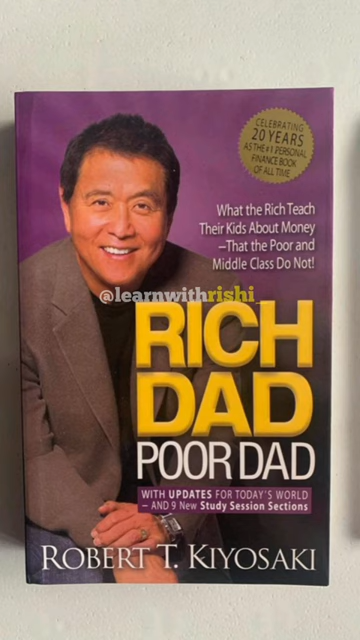 CELEBRATING
20 YEARS
AS THE #1 PERSONAL
FINANCE BOOK
OF ALL TIME
What the Rich Teach
Their Kids About Money
–That the Poor and
Middle Class Do Not!
@learnwithrishi
RICH
DAD
POOR DAD
WITH UPDATES FOR TODAY'S WORLD
– AND 9 New Study Session Sections
ROBERT T. KIYOSAKI